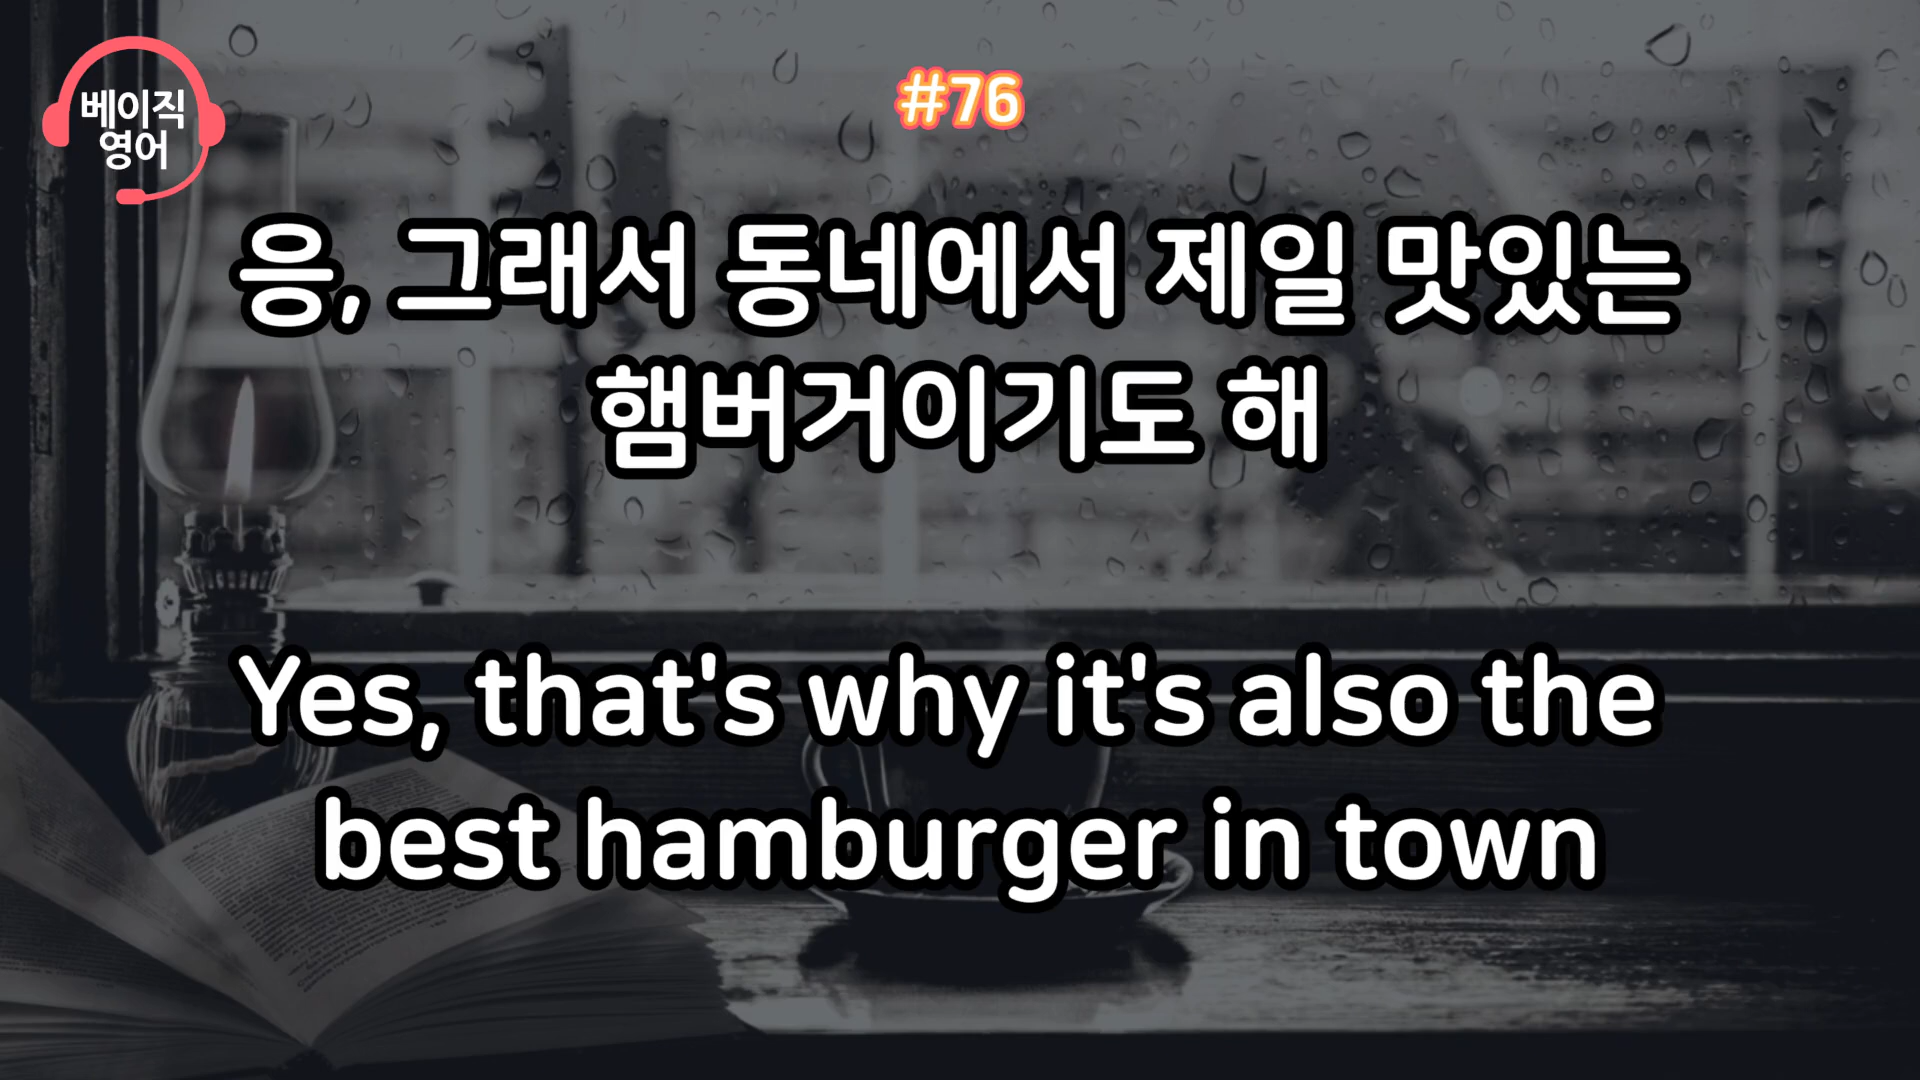 베이직
영어
#76
응, 그래서 동네에서 제일 맛있는
햄버거이기도 해
Yes, that's why it's also the
best hamburger in town